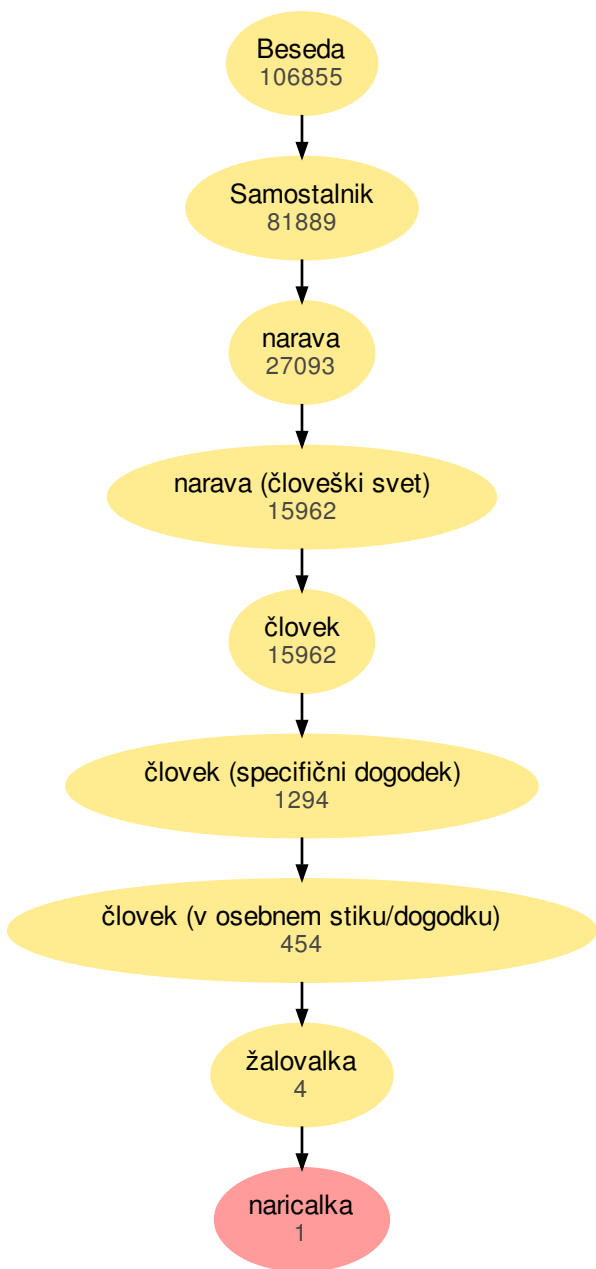 Beseda
106855
Samostalnik
81889
narava
27093
narava (človeški svet)
15962
človek
15962
človek (specifični dogodek)
1294
človek (v osebnem stiku/dogodku)
454
žalovalka
4
naricalka
1